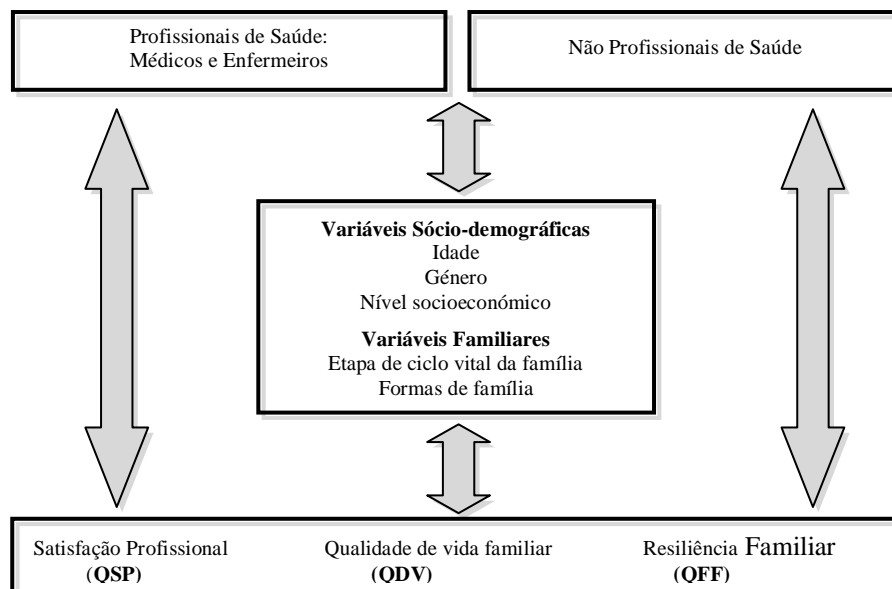 Profissionais de Saúde:
Médicos e Enfermeiros
Não Profissionais de Saúde
Variáveis Sócio-demográficas
Idade
Género
Nível socioeconómico
Variáveis Familiares
Etapa de ciclo vital da família
Formas de família
Satisfação Profissional
(QSP)
Qualidade de vida familiar
(QDV)
Resiliência Familiar
(QFF)